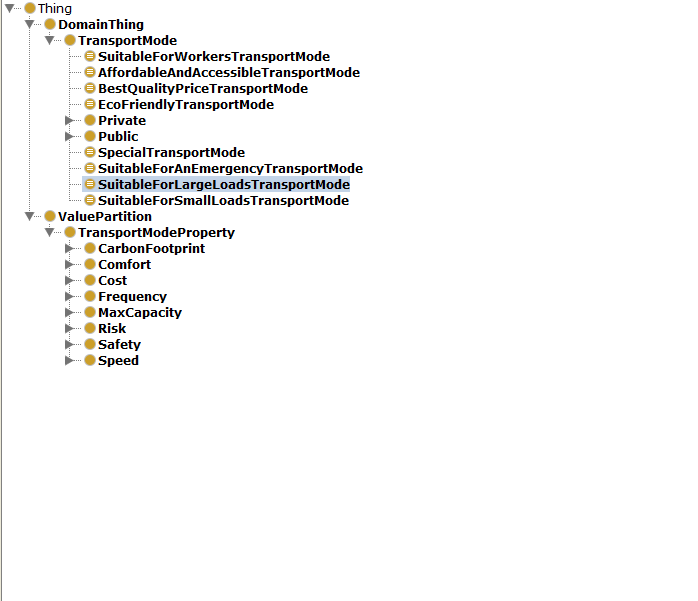 Thing
DomainThing
TransportMode
SuitableForWorkersTransportMode
AffordableAndAccessibleTransportMode
BestQualityPriceTransportMode
EcoFriendlyTransportMode
Private
Public
SpecialTransportMode
SuitableForAnEmergencyTransportMode
SuitableForLargeLoadsTransportMode
SuitableForSmallLoadsTransportMode
ValuePartition
TransportModeProperty
CarbonFootprint
Comfort
Cost
Frequency
MaxCapacity
Risk
Safety
Speed